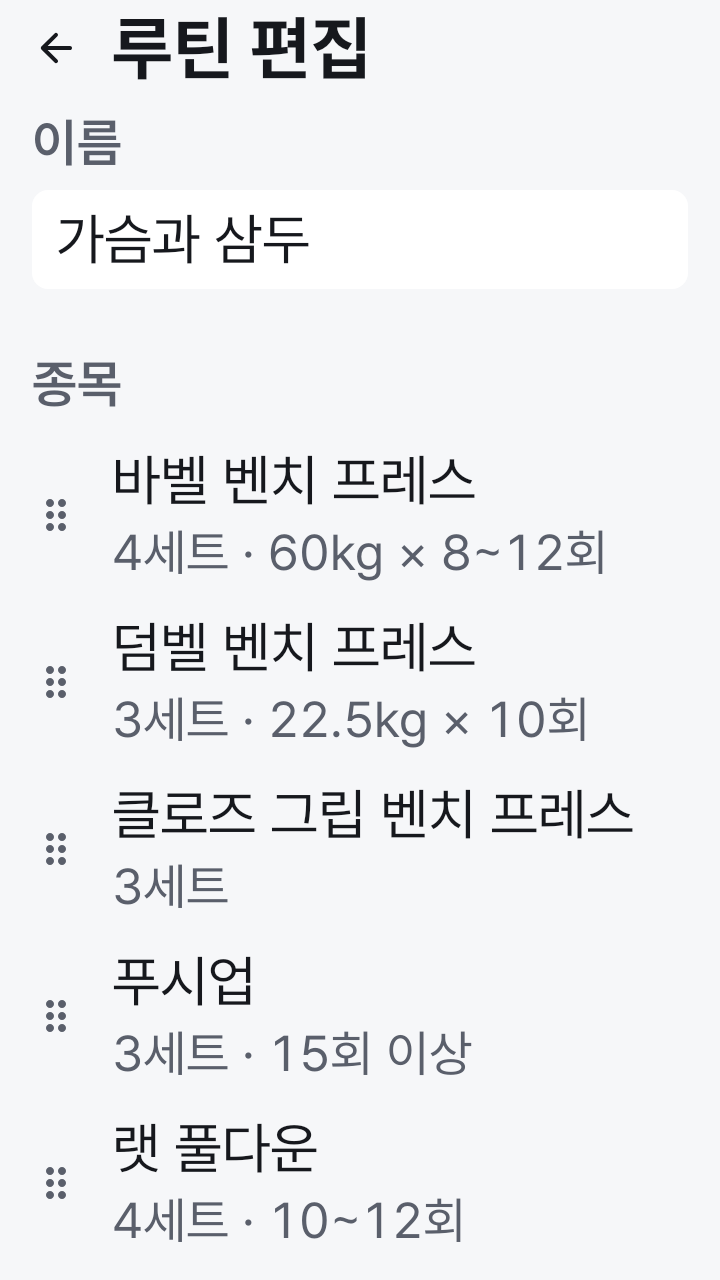 루틴 편집
이름
가슴과 삼두
종목
바벨 벤치 프레스
4세트 · 60kg × 8~12회
덤벨 벤치 프레스
3세트 · 22.5kg × 10회
클로즈 그립 벤치 프레스
3세트
푸시업
3세트 · 15회 이상
랫 풀다운
4세트 · 10~12회